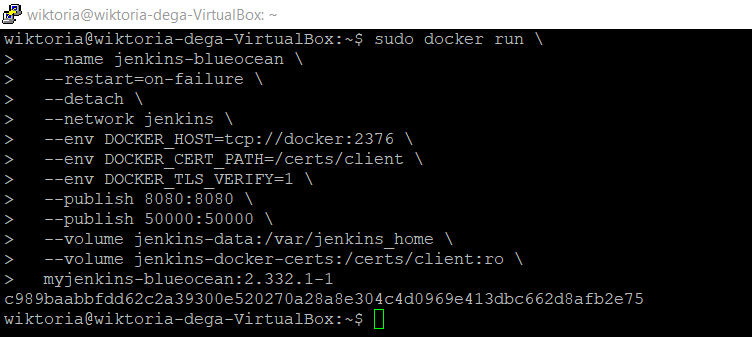 wiktoria@wiktoria-dega-VirtualBox: ~
wiktoria@wiktoria-dega-VirtualBox:~$ sudo docker run \
>   --name jenkins-blueocean \
>   --restart=on-failure \
>   --detach \
>   --network jenkins \
>   --env DOCKER_HOST=tcp://docker:2376 \
>   --env DOCKER_CERT_PATH=/certs/client \
>   --env DOCKER_TLS_VERIFY=1 \
>   --publish 8080:8080 \
>   --publish 50000:50000 \
>   --volume jenkins-data:/var/jenkins_home \
>   --volume jenkins-docker-certs:/certs/client:ro \
>   myjenkins-blueocean:2.332.1-1
c989baabbfdd62c2a39300e520270a28a8e304c4d0969e413dbc662d8afb2e75
wiktoria@wiktoria-dega-VirtualBox:~$